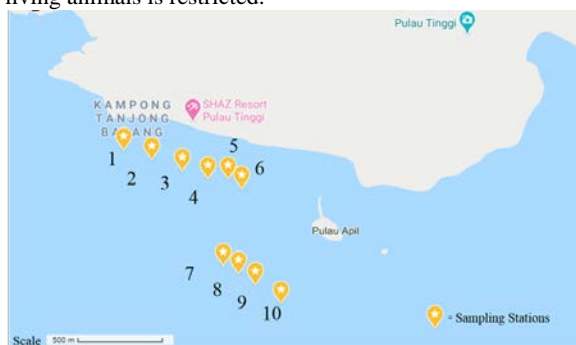 living animals is restricted.
Pulau Tinggi
KAMPONG
TANJONG
BALANG
SHAZ Resort
Pulau Tinggi
5
1
2
3
6
4
Pulau Apil
7
8
9
10
= Sampling Stations
Scale 500 m